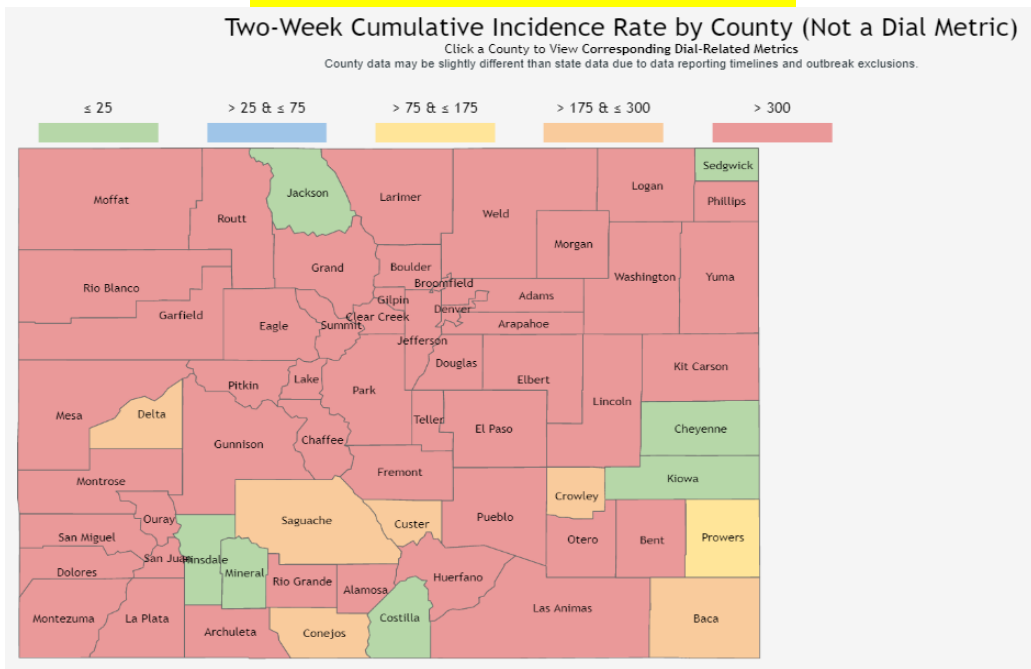 Two-Week Cumulative Incidence Rate by County (Not a Dial Metric)
Click a County to View Corresponding Dial-Related Metrics
County data may be slightly different than state data due to data reporting timelines and outbreak exclusions.
≤ 25
> 25 & ≤ 75
> 75 & ≤ 175
> 175 & ≤ 300
> 300
Moffat
Routt
Jackson
Larimer
Weld
Logan
Sedgwick
Phillips
Morgan
Washington
Yuma
Rio Blanco
Grand
Boulder
Broomfield
Gilpin
Adams
Garfield
Eagle
Summit
Clear Creek
Denver
Arapahoe
Jefferson
Douglas
Elbert
Kit Carson
Pitkin
Lake
Park
Lincoln
Mesa
Delta
Teller
El Paso
Cheyenne
Gunnison
Chaffee
Fremont
Kiowa
Montrose
Crowley
Ouray
Saguache
Custer
Pueblo
San Miguel
Otero
Bent
Prowers
San Juan
Hinsdale
Dolores
Mineral
Rio Grande
Alamosa
Huerfano
Las Animas
Baca
Montezuma
La Plata
Archuleta
Conejos
Costilla